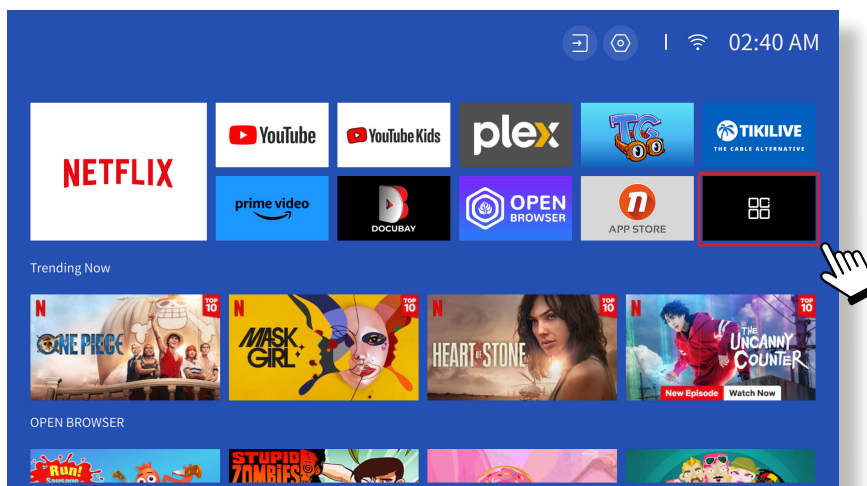 02:40 AM
NETFLIX
YouTube
YouTube Kids
plex
TG
TIKILIVE
THE CABLE ALTERNATIVE
prime video
DOCUBAY
OPEN
BROWSER
n
APP STORE
Trending Now
N
TOP
10
ONE PIECE
N
TOP
10
MASK
GIRL
N
TOP
10
HEART OF STONE
N
TOP
10
THE
UNCANNY
COUNTER
New Episode
Watch Now
OPEN BROWSER
Run!
Sausage
STUPID
ZOMBIES